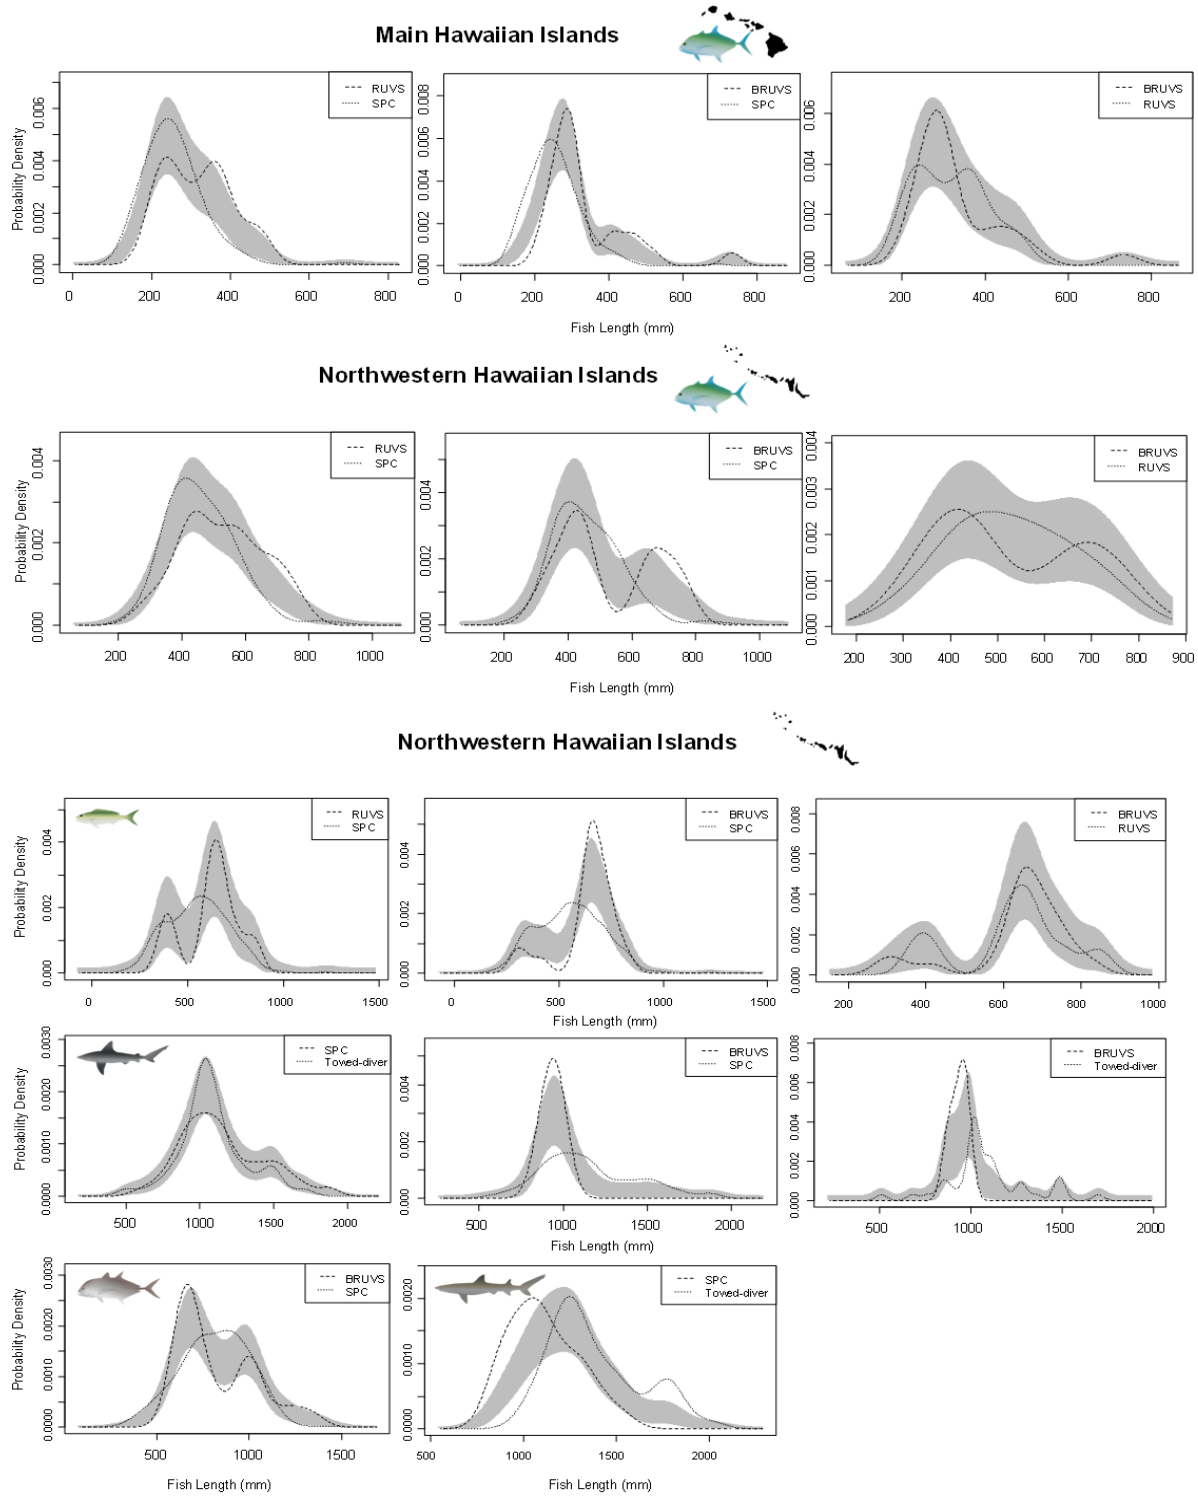 Main Hawaiian Islands
Probability Density
0.000 0.002 0.004 0.006
RUVS
SPC
0 200 400 600 800
0.000 0.002 0.004 0.006 0.008
BRUVS
SPC
0 200 400 600 800
0.000 0.002 0.004 0.006
BRUVS
RUVS
200 400 600 800
Fish Length (mm)
Northwestern Hawaiian Islands
Probability Density
0.000 0.002 0.004
RUVS
SPC
200 400 600 800 1000
0.000 0.002 0.004
BRUVS
SPC
200 400 600 800 1000
0.000 0.001 0.002 0.003 0.004
BRUVS
RUVS
200 300 400 500 600 700 800 900
Fish Length (mm)
Northwestern Hawaiian Islands
Probability Density
0.000 0.002 0.004
RUVS
SPC
0 500 1000 1500
0.000 0.002 0.004
BRUVS
SPC
0 500 1000 1500
0.000 0.002 0.004 0.006 0.008
BRUVS
RUVS
200 400 600 800 1000
Fish Length (mm)
Probability Density
0.0000 0.0010 0.0020 0.0030
SPC
Towed-diver
500 1000 1500 2000
0.000 0.002 0.004
BRUVS
SPC
500 1000 1500 2000
0.000 0.002 0.004 0.006 0.008
BRUVS
Towed-diver
500 1000 1500 2000
Fish Length (mm)
Probability Density
0.0000 0.0010 0.0020 0.0030
BRUVS
SPC
500 1000 1500
Fish Length (mm)
0.0000 0.0010 0.0020
SPC
Towed-diver
500 1000 2000
Fish Length (mm)